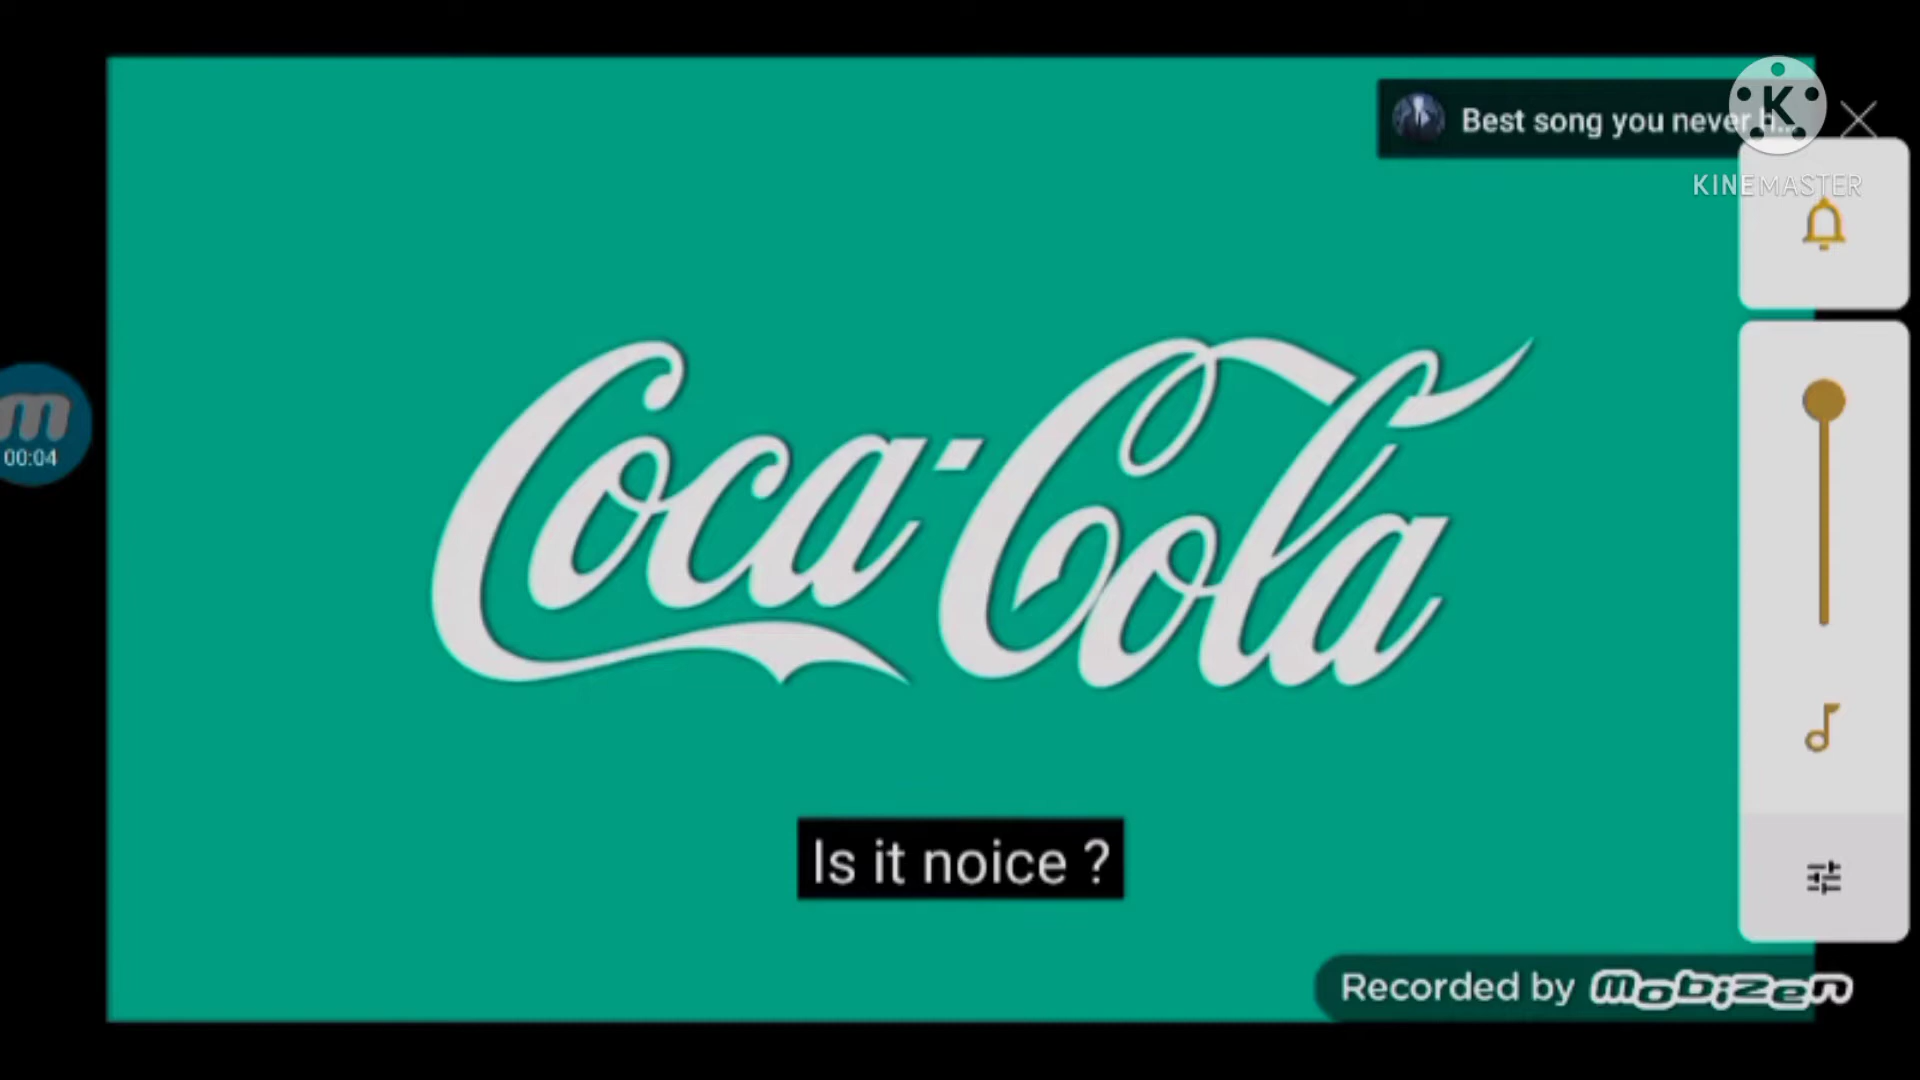 Best song you never h...
K
KINEMASTER
m
00:04
Coca-Cola
Is it noice ?
Recorded by mobizen